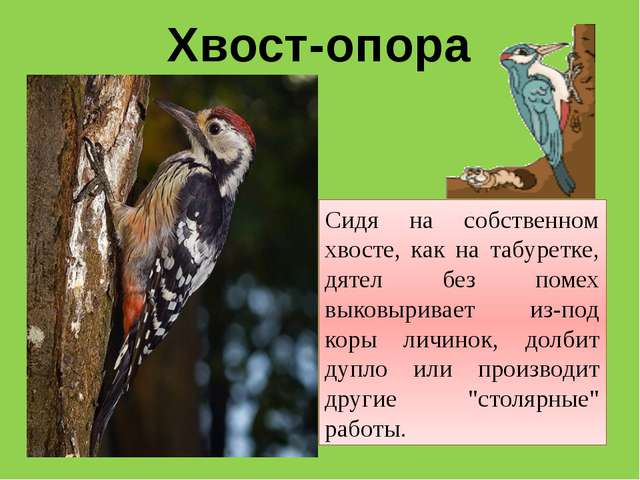 Хвост-опора
Сидя на собственном
хвосте, как на табуретке,
дятел без помех
выковыривает из-под
коры личинок, долбит
дупло или производит
другие "столярные"
работы.